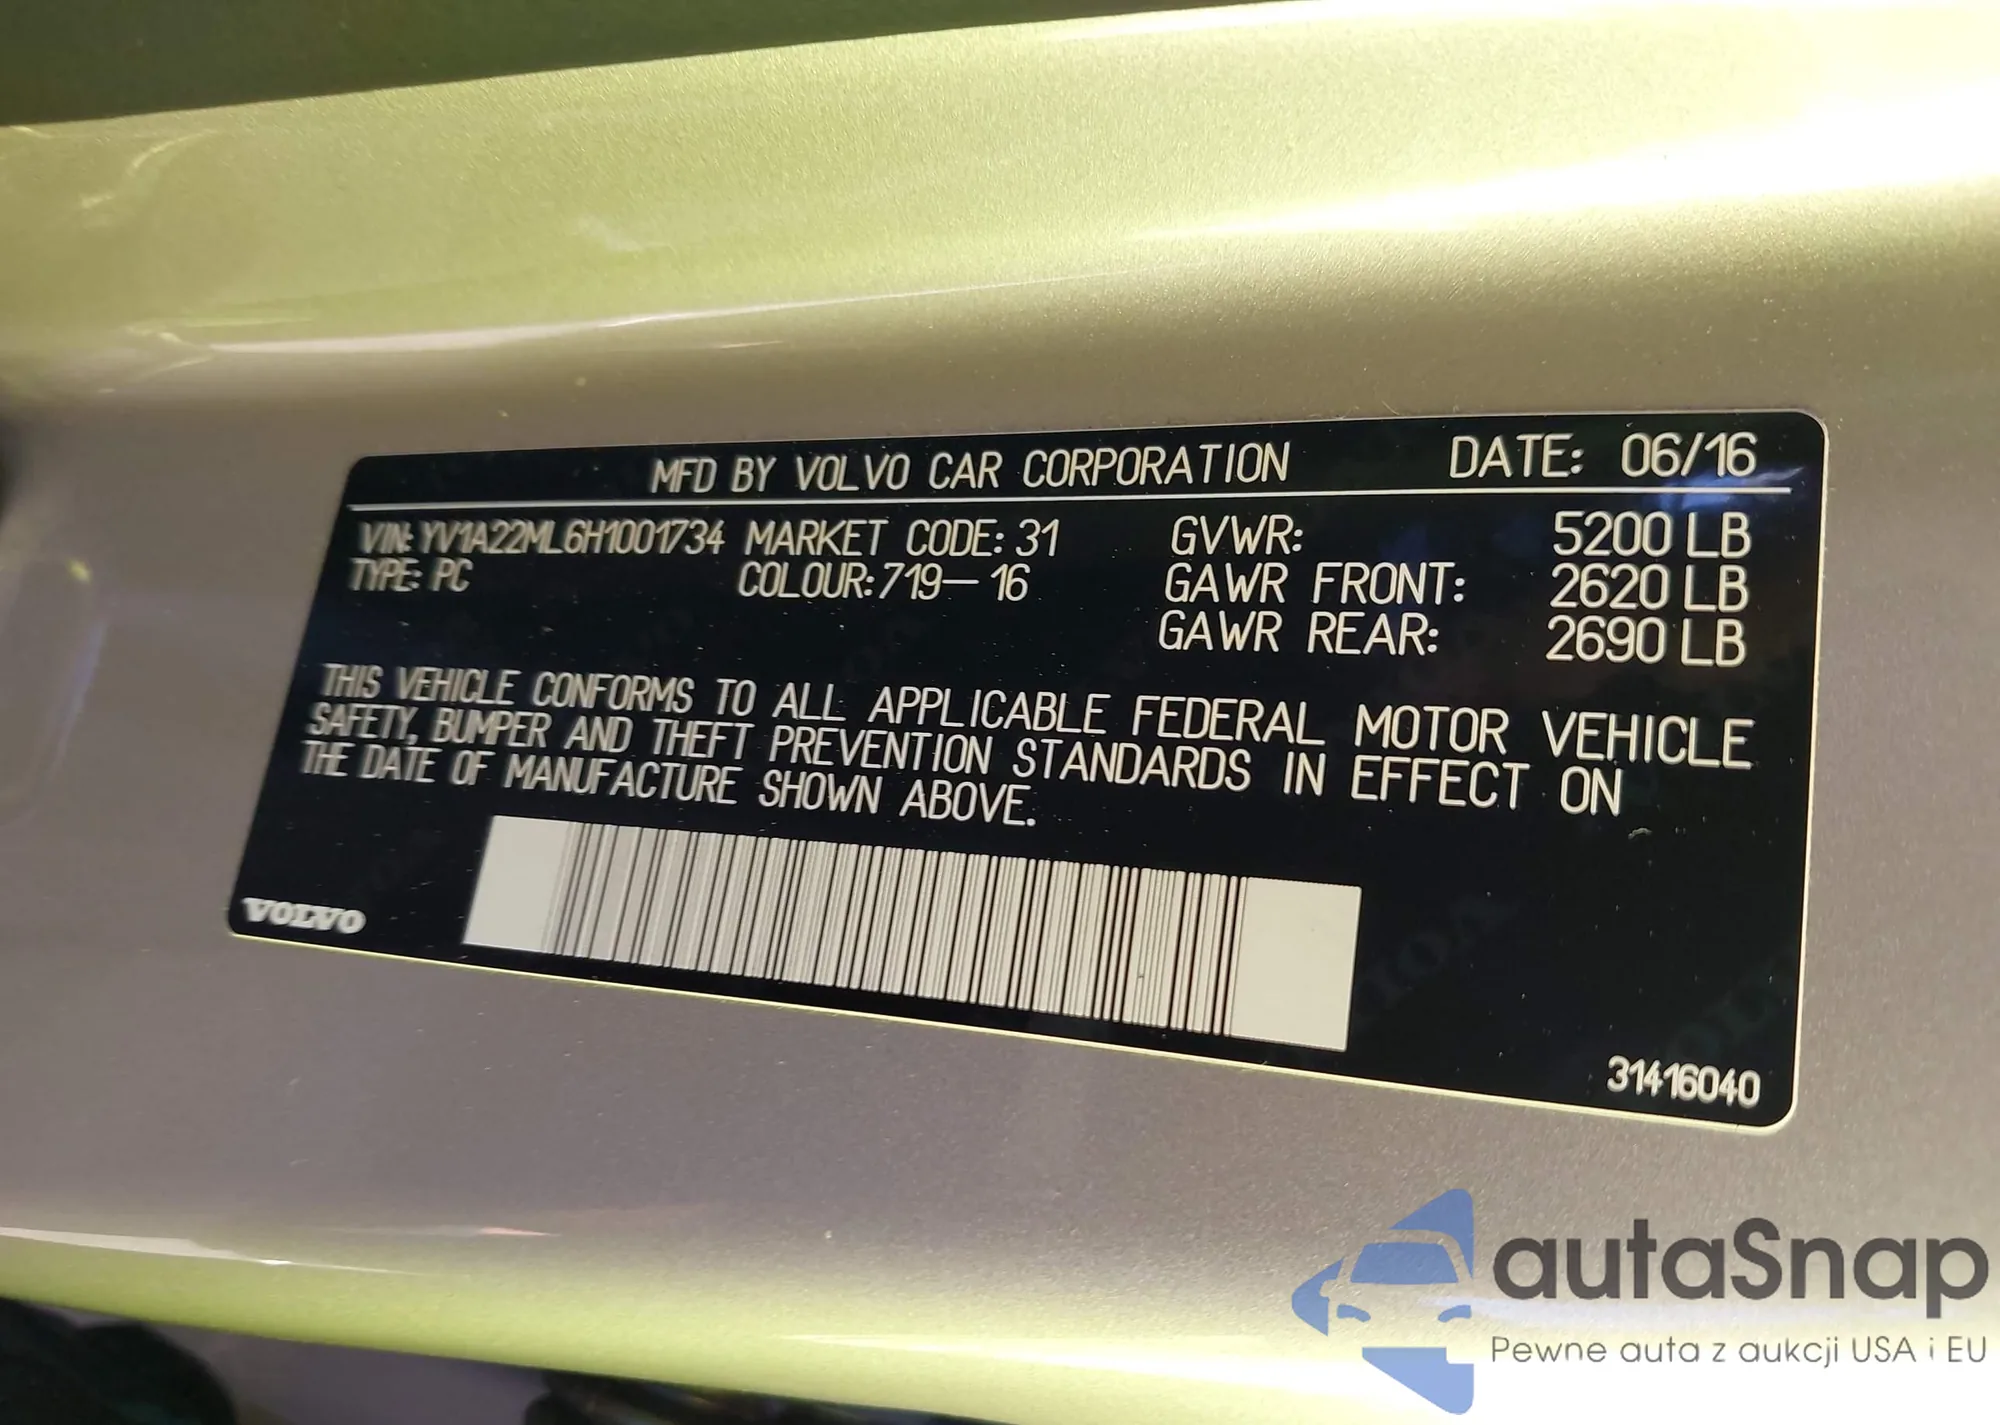 MFD BY VOLVO CAR CORPORATION DATE: 06/16
VIN: YV1A22ML6H1001734 MARKET CODE: 31 GVWR: 5200 LB
TYPE: PC COLOUR: 719-16 GAWR FRONT: 2620 LB
GAWR REAR: 2690 LB
THIS VEHICLE CONFORMS TO ALL APPLICABLE FEDERAL MOTOR VEHICLE
SAFETY, BUMPER AND THEFT PREVENTION STANDARDS IN EFFECT ON
THE DATE OF MANUFACTURE SHOWN ABOVE.
VOLVO
31416040
autaSnap
Pewne auta z aukcji USA i EU